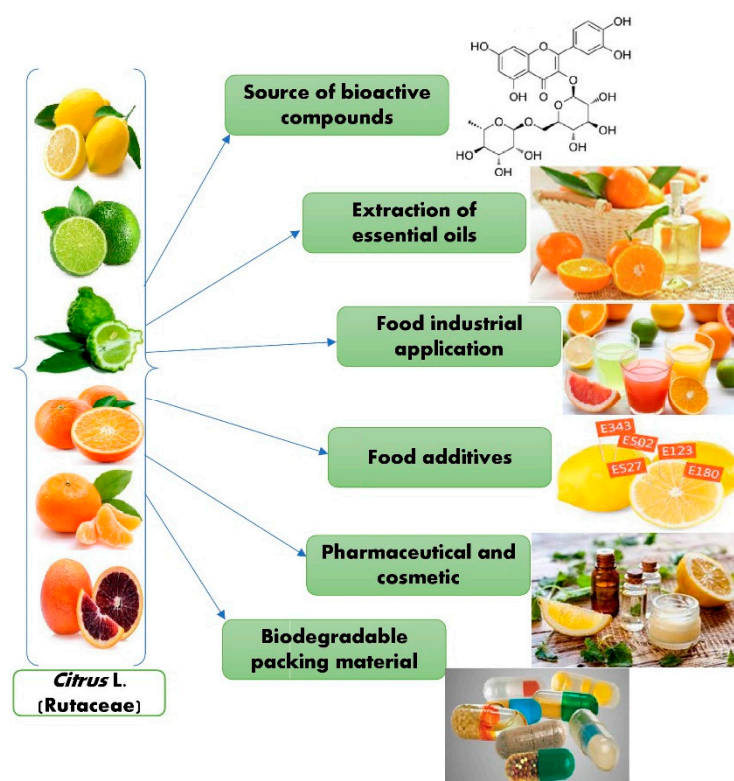 Source of bioactive
compounds
OH
OH
HO
O
OH
O
O
O
OH
O
O
OH
HO
OH
OH
OH
HO
Extraction of
essential oils
Food industrial
application
Food additives
E343
E502
E123
E527
E180
Pharmaceutical and
cosmetic
Biodegradable
packing material
Citrus L.
(Rutaceae)